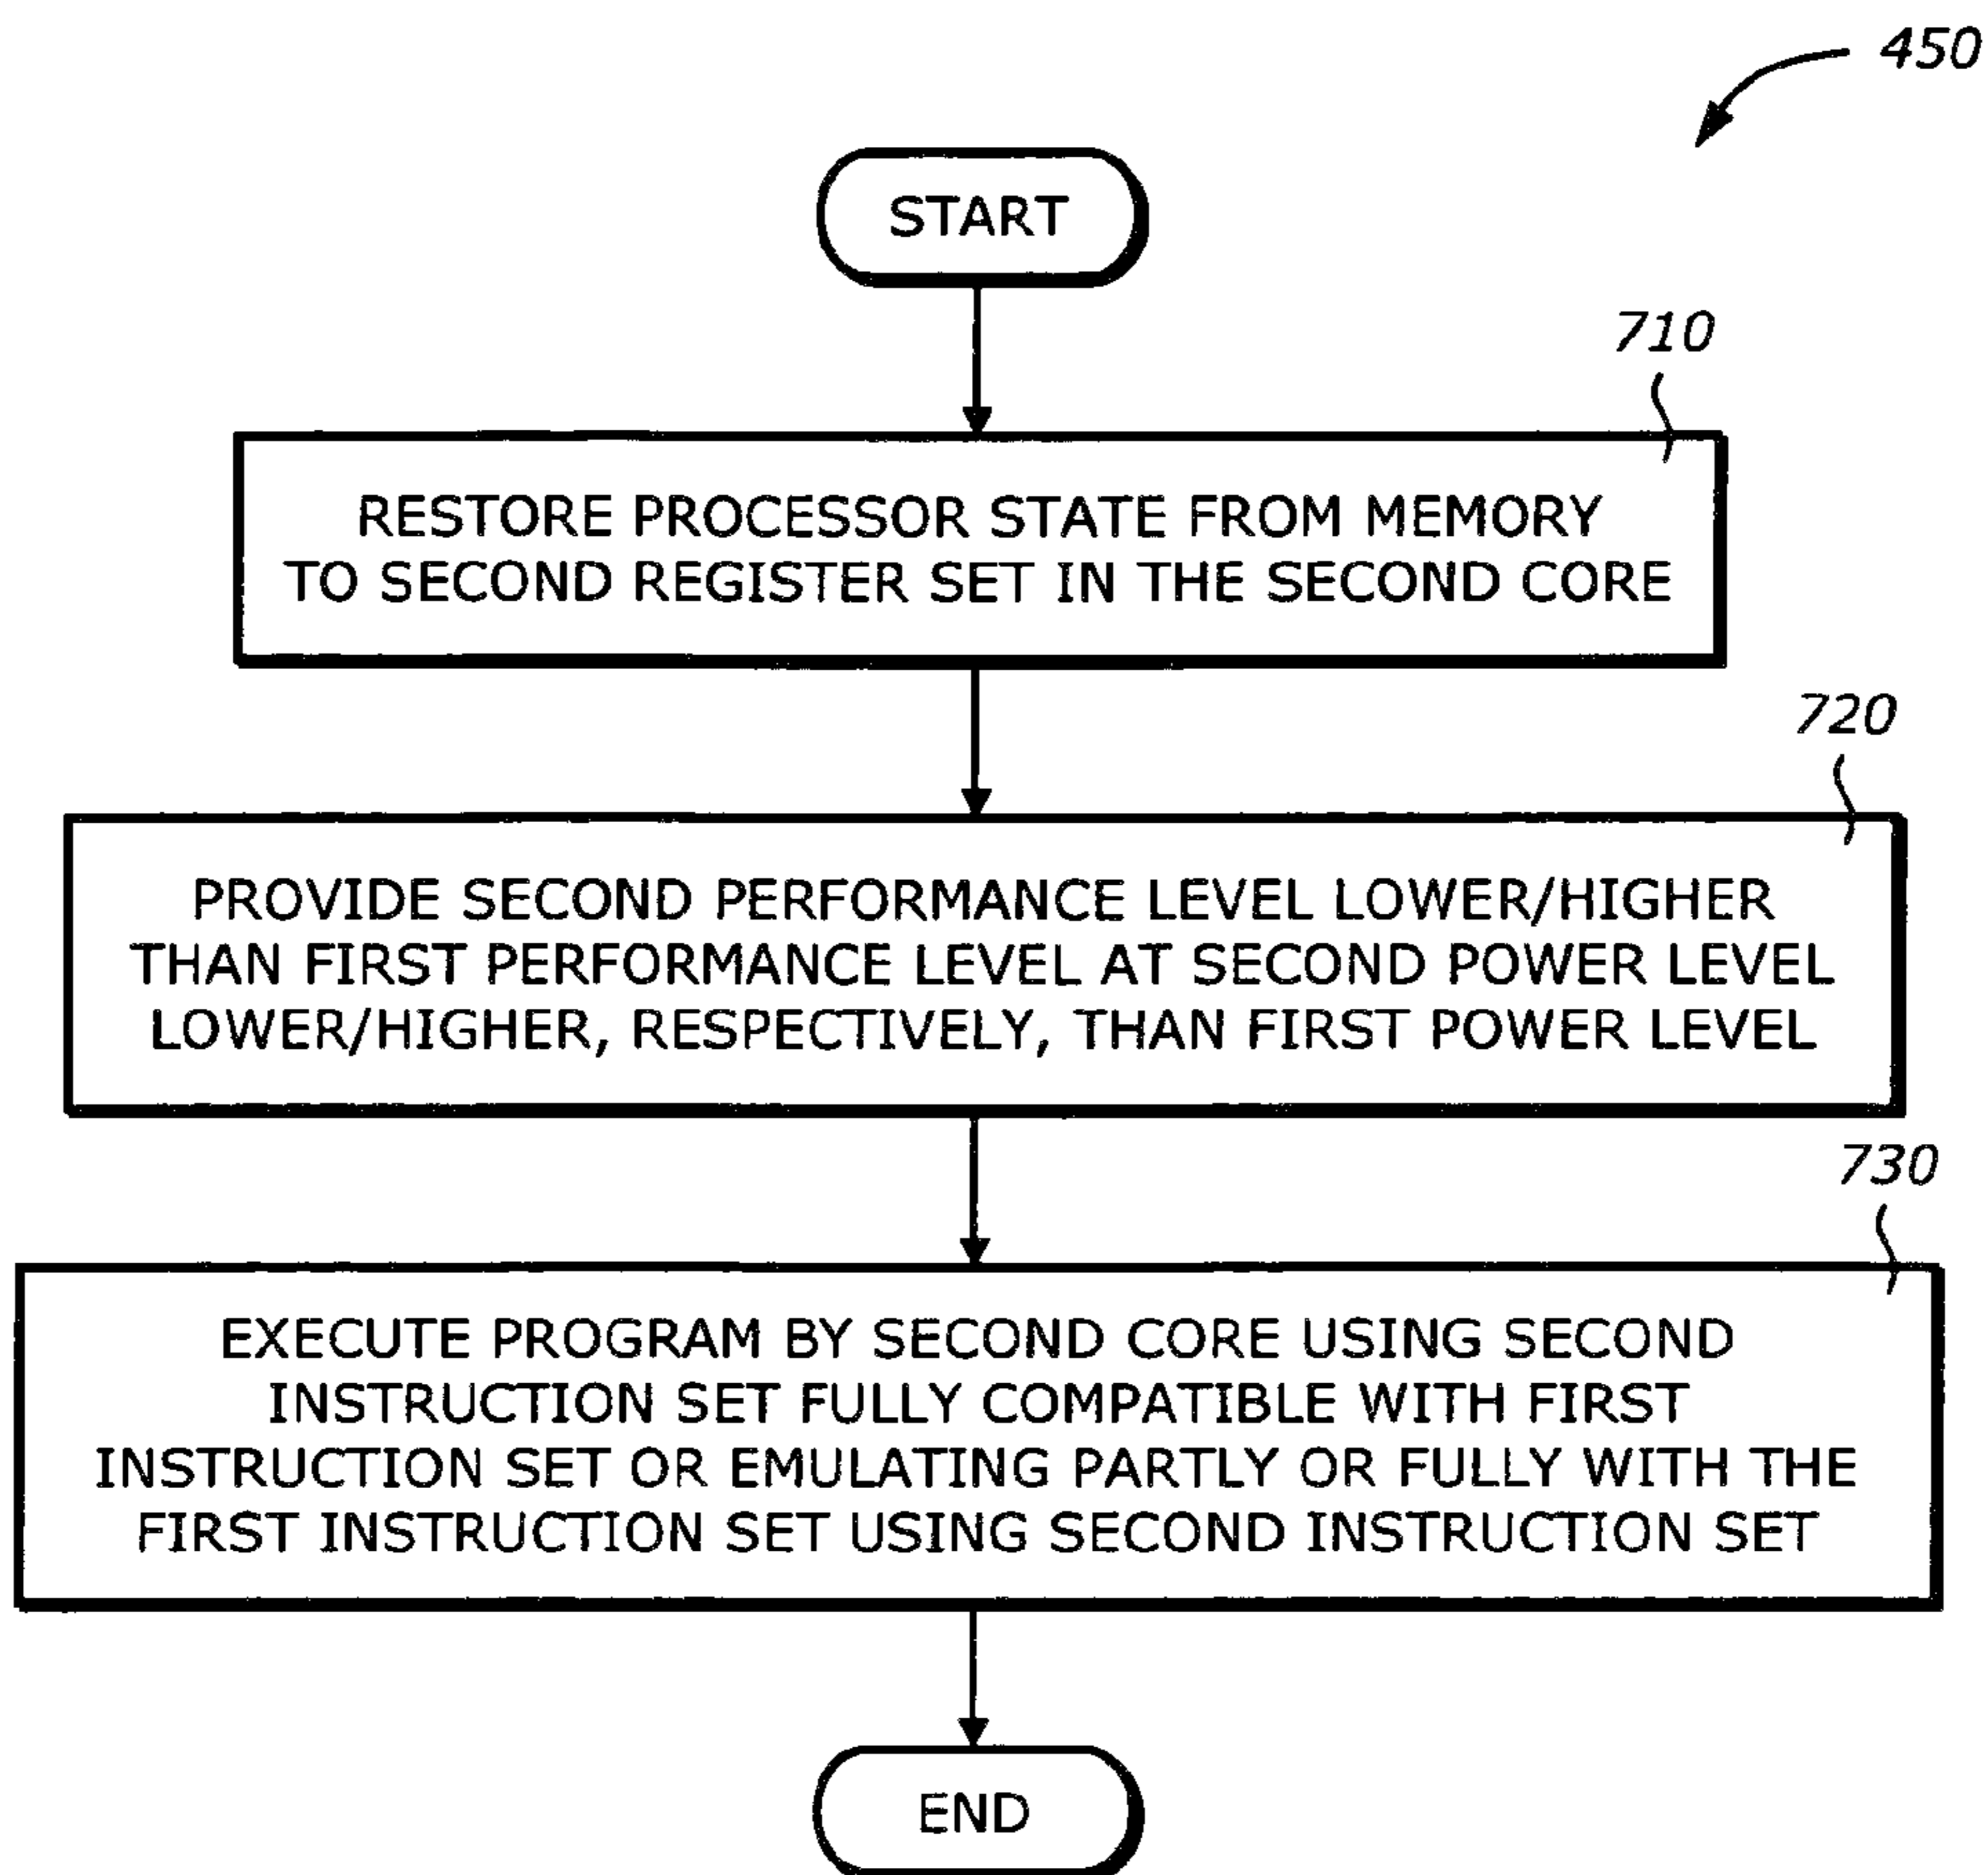 450
START
710
RESTORE PROCESSOR STATE FROM MEMORY
TO SECOND REGISTER SET IN THE SECOND CORE
720
PROVIDE SECOND PERFORMANCE LEVEL LOWER/HIGHER
THAN FIRST PERFORMANCE LEVEL AT SECOND POWER LEVEL
LOWER/HIGHER, RESPECTIVELY, THAN FIRST POWER LEVEL
730
EXECUTE PROGRAM BY SECOND CORE USING SECOND
INSTRUCTION SET FULLY COMPATIBLE WITH FIRST
INSTRUCTION SET OR EMULATING PARTLY OR FULLY WITH THE
FIRST INSTRUCTION SET USING SECOND INSTRUCTION SET
END